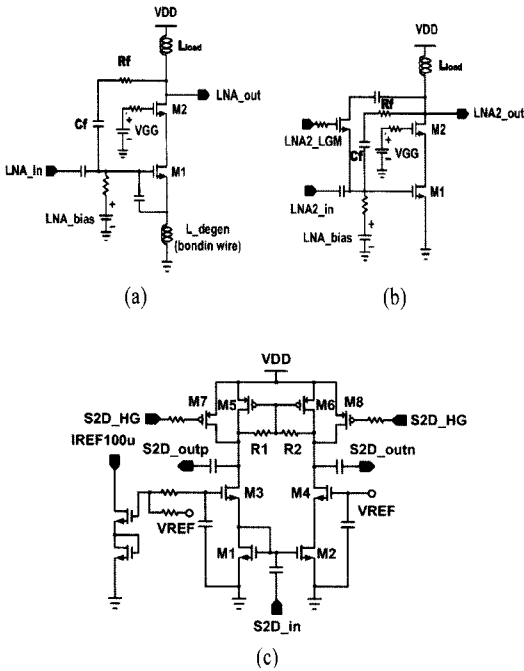 VDD
Lload
Rf
LNA_out
M2
Cf
VGG
LNA_in
M1
LNA_bias
L_degen
(bondin wire)
(a)
VDD
Lload
Rf
LNA2_out
LNA2_LGM
M2
Cf
VGG
LNA2_in
M1
LNA_bias
(b)
VDD
M7
M5
M6
M8
S2D_HG
S2D_HG
IREF100u
R1
R2
S2D_outp
S2D_outn
M3
M4
VREF
VREF
M1
M2
S2D_in
(c)